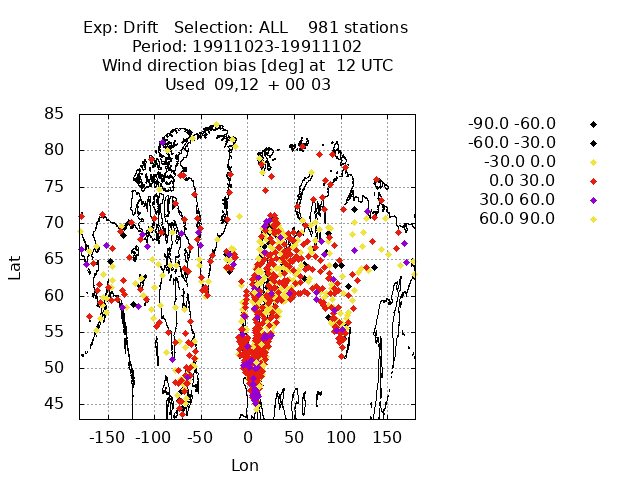 Exp: Drift   Selection: ALL    981 stations
Period: 19911023-19911102
Wind direction bias [deg] at  12 UTC
Used  09,12  + 00 03
85
80
75
70
65
60
55
50
45
Lat
-150 -100 -50 0 50 100 150
Lon
-90.0 -60.0
-60.0 -30.0
-30.0 0.0
0.0 30.0
30.0 60.0
60.0 90.0